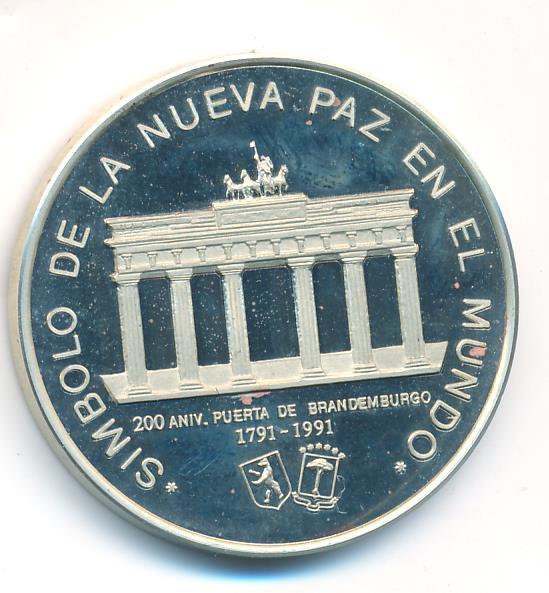 * SIMBOLO DE LA NUEVA PAZ EN EL MUNDO *
200 ANIV. PUERTA DE BRANDEMBURGO
1791-1991